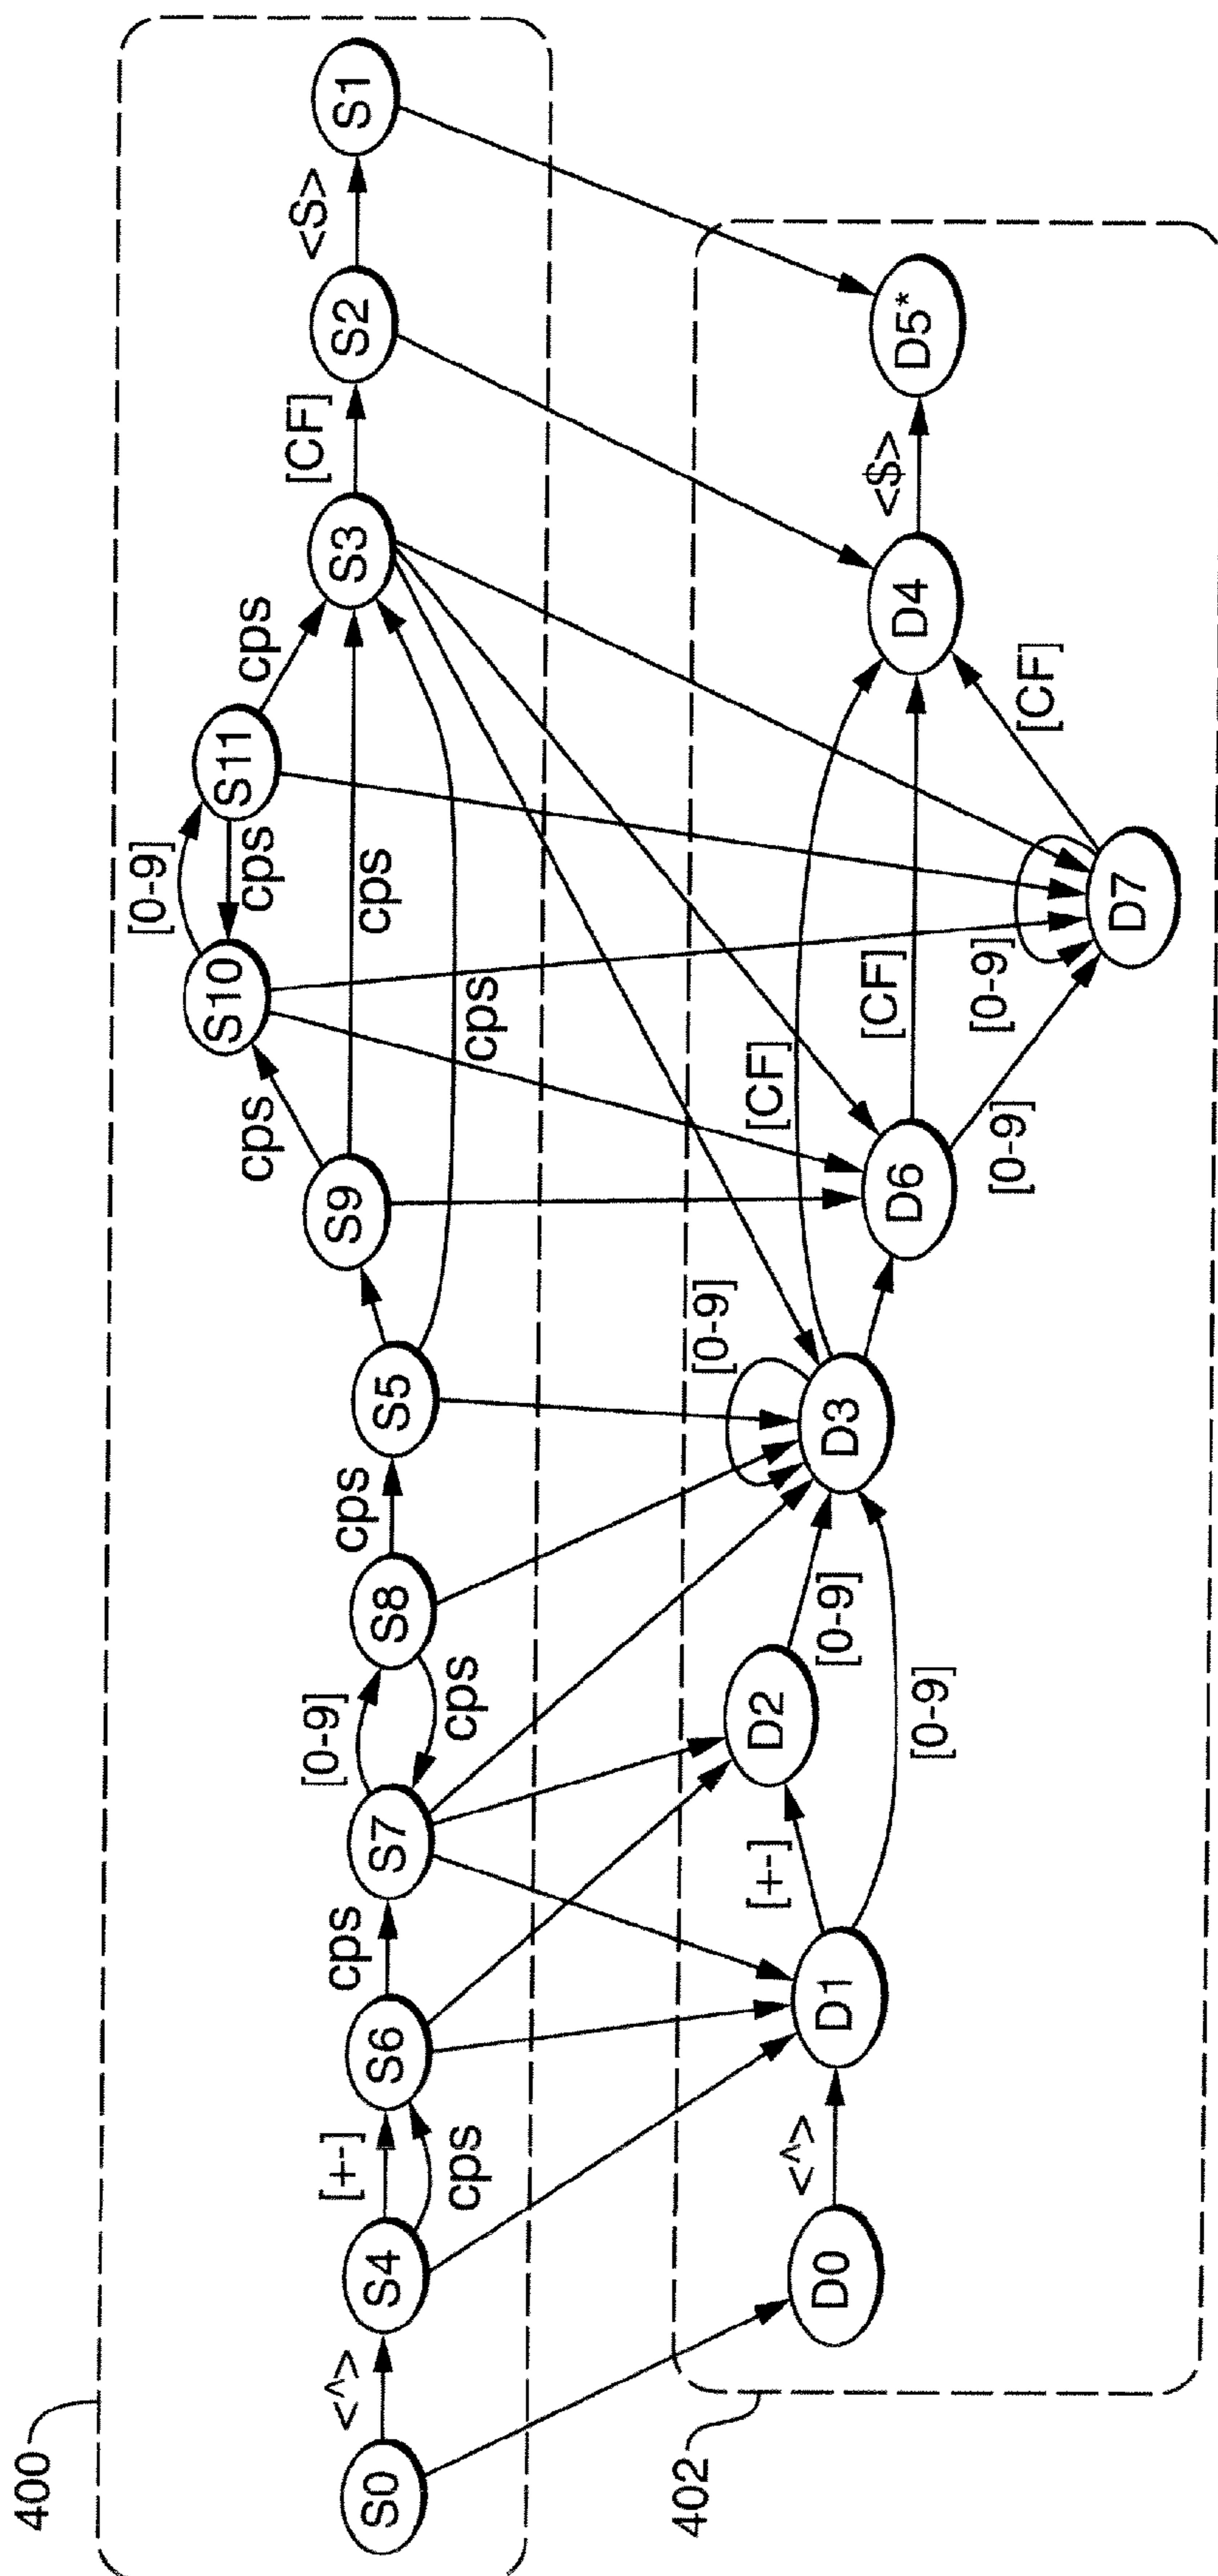 400
S0
<^>
S4
[+-]
cps
S6
cps
S7
[0-9]
cps
S8
cps
S5
cps
S9
cps
cps
S10
[0-9]
cps
S11
cps
S3
[CF]
S2
<S>
S1
402
D0
<^>
D1
[+-]
[0-9]
D2
[0-9]
D3
[0-9]
[CF]
D6
[CF]
[0-9]
[0-9]
D7
[CF]
D4
<$>
D5*